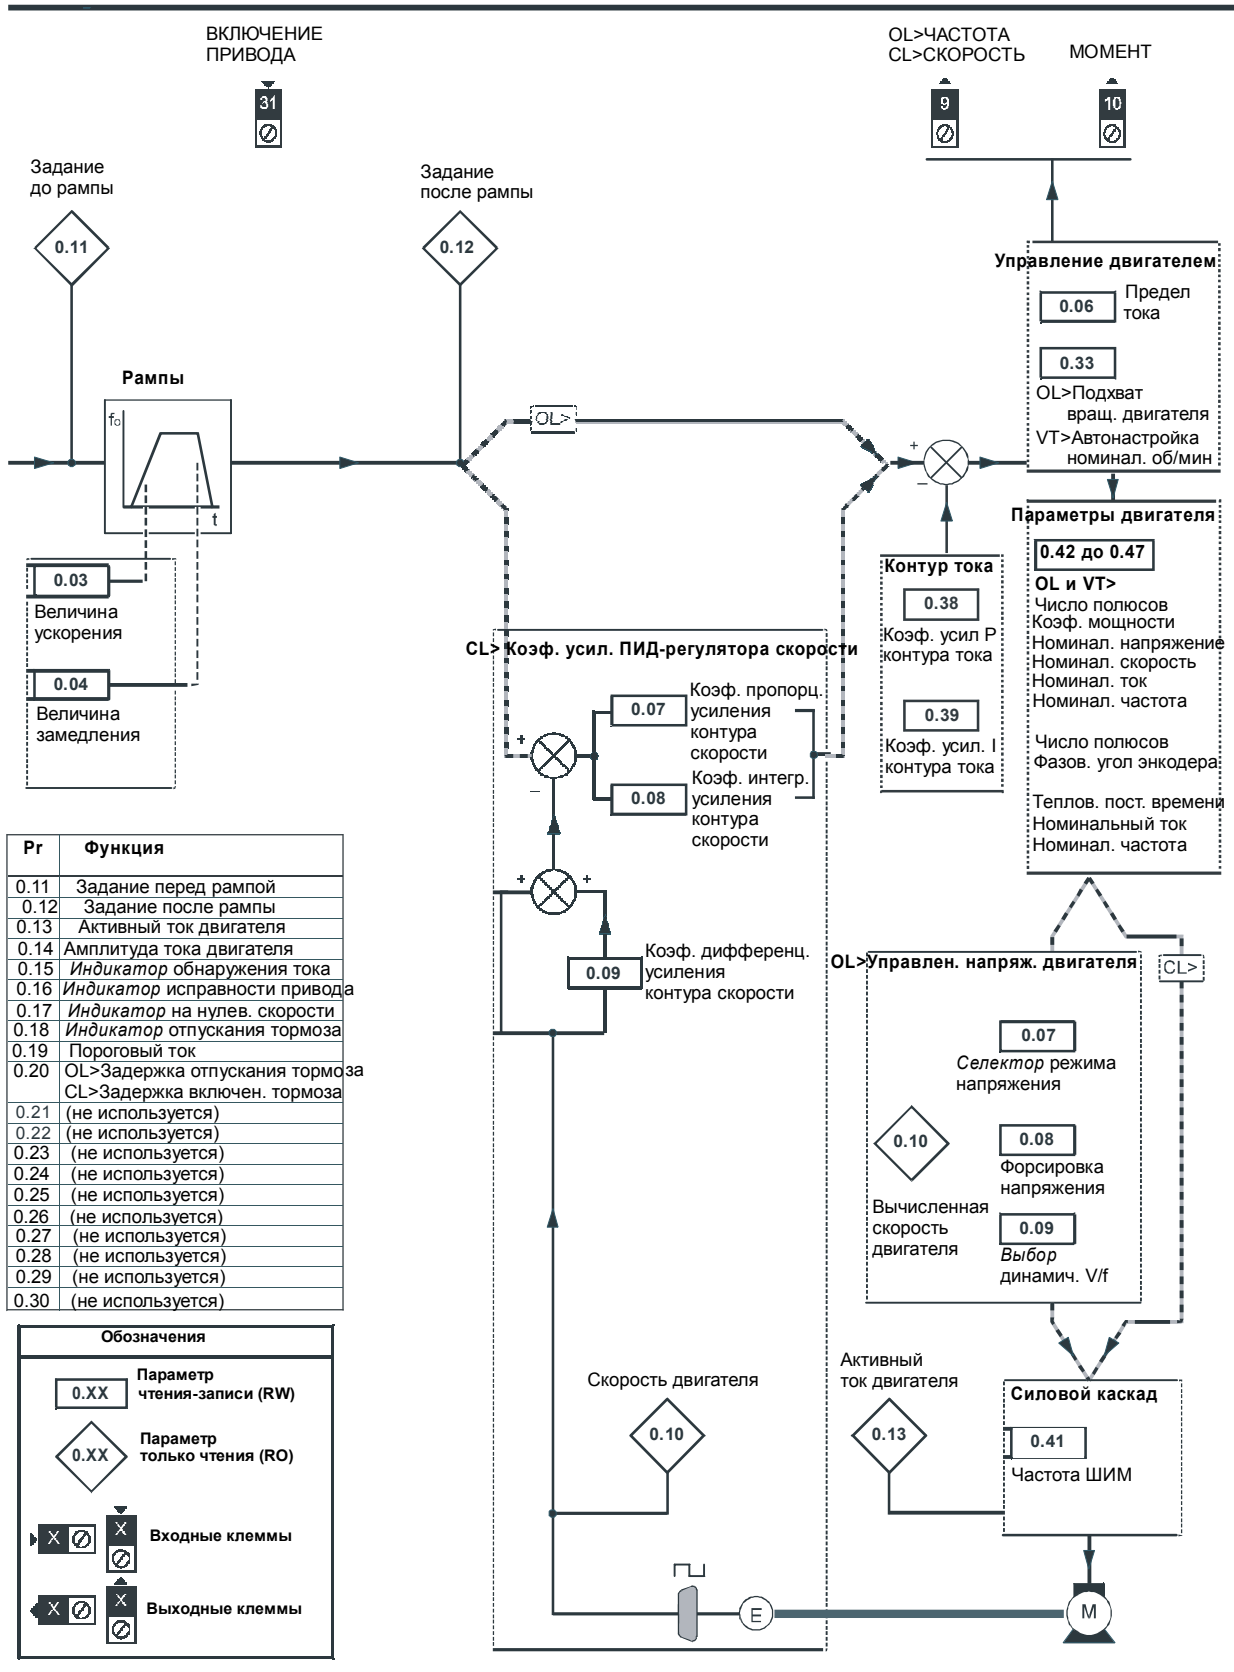 ВКЛЮЧЕНИЕ
ПРИВОДА
31
OL>ЧАСТОТА
CL>СКОРОСТЬ
9
МОМЕНТ
10
Задание
до рампы
0.11
Задание
после рампы
0.12
Рампы
f₀
t
0.03
Величина
ускорения
0.04
Величина
замедления
OL>
+
–
Управление двигателем
0.06
Предел
тока
0.33
OL>Подхват
вращ. двигателя
VT>Автонастройка
номинал. об/мин
Контур тока
0.38
Коэф. усил P
контура тока
0.39
Коэф. усил. I
контура тока
Параметры двигателя
0.42 до 0.47
OL и VT>
Число полюсов
Коэф. мощности
Номинал. напряжение
Номинал. скорость
Номинал. ток
Номинал. частота
Число полюсов
Фазов. угол энкодера
Теплов. пост. времени
Номинальный ток
Номинал. частота
CL> Коэф. усил. ПИД-регулятора скорости
+
–
0.07
Коэф. пропорц.
усиления
контура
скорости
0.08
Коэф. интегр.
усиления
контура
скорости
+
+
0.09
Коэф. дифференц.
усиления
контура скорости
Pr Функция
0.11 Задание перед рампой
0.12 Задание после рампы
0.13 Активный ток двигателя
0.14 Амплитуда тока двигателя
0.15 Индикатор обнаружения тока
0.16 Индикатор исправности привода
0.17 Индикатор на нулев. скорости
0.18 Индикатор отпускания тормоза
0.19 Пороговый ток
0.20 OL>Задержка отпускания тормоза
CL>Задержка включен. тормоза
0.21 (не используется)
0.22 (не используется)
0.23 (не используется)
0.24 (не используется)
0.25 (не используется)
0.26 (не используется)
0.27 (не используется)
0.28 (не используется)
0.29 (не используется)
0.30 (не используется)
OL>Управлен. напряж. двигателя
CL>
0.07
Селектор режима
напряжения
0.10
Вычисленная
скорость
двигателя
0.08
Форсировка
напряжения
0.09
Выбор
динамич. V/f
Обозначения
0.XX
Параметр
чтения-записи (RW)
0.XX
Параметр
только чтения (RO)
X
X
Входные клеммы
X
X
Выходные клеммы
Скорость двигателя
0.10
Активный
ток двигателя
0.13
Силовой каскад
0.41
Частота ШИМ
E
M